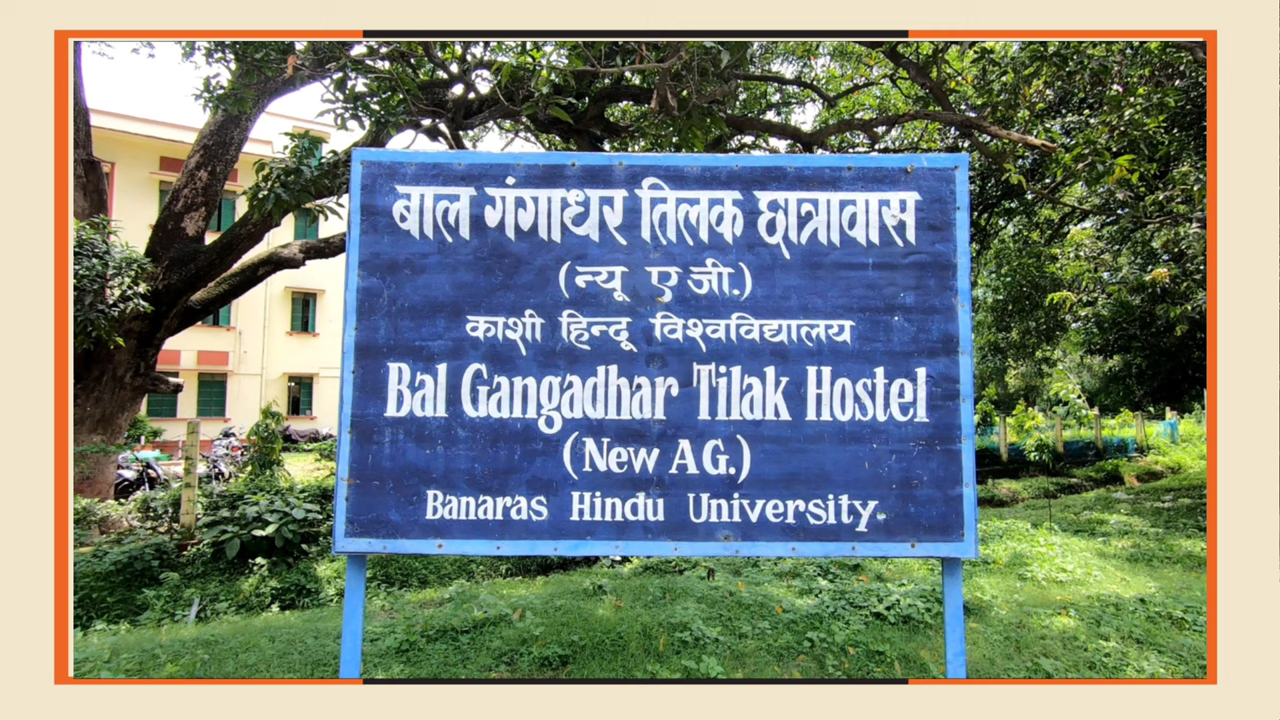 बाल गंगाधर तिलक छात्रावास
(न्यू ए जी.)
काशी हिन्दू विश्वविद्यालय
Bal Gangadhar Tilak Hostel
(New A G.)
Banaras Hindu University